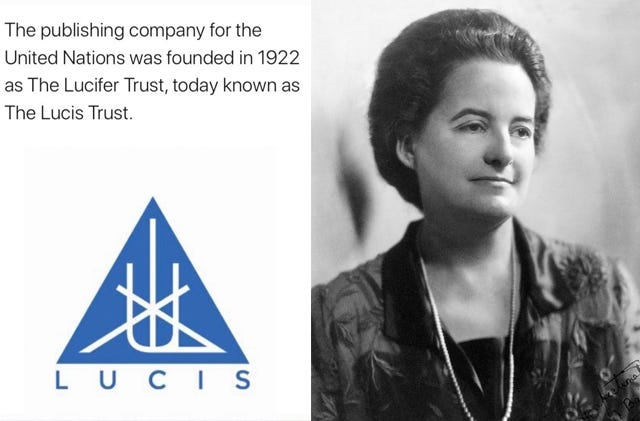 The publishing company for the
United Nations was founded in 1922
as The Lucifer Trust, today known as
The Lucis Trust.
LUCIS